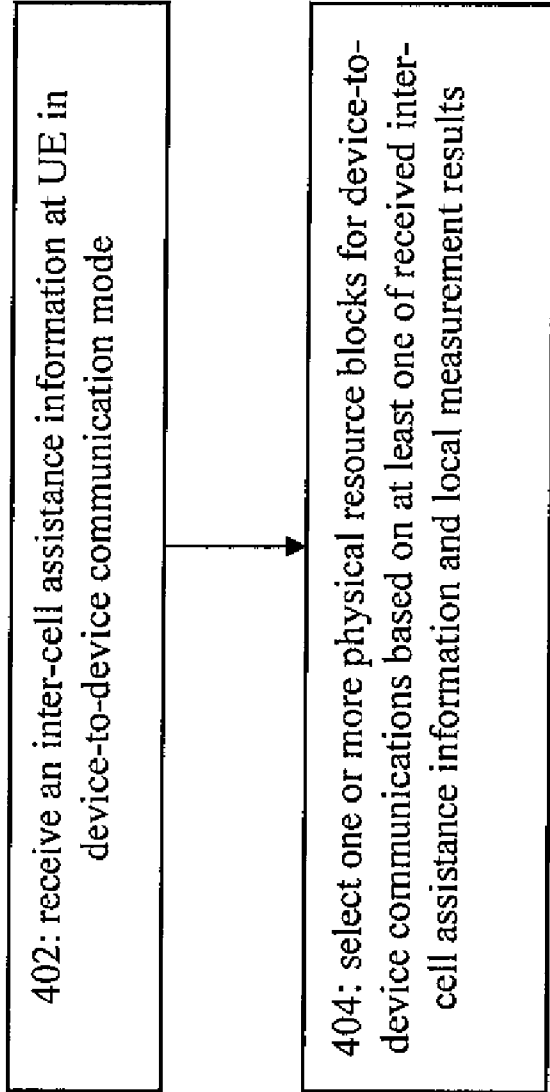 402: receive an inter-cell assistance information at UE in
device-to-device communication mode
404: select one or more physical resource blocks for device-to-
device communications based on at least one of received inter-
cell assistance information and local measurement results